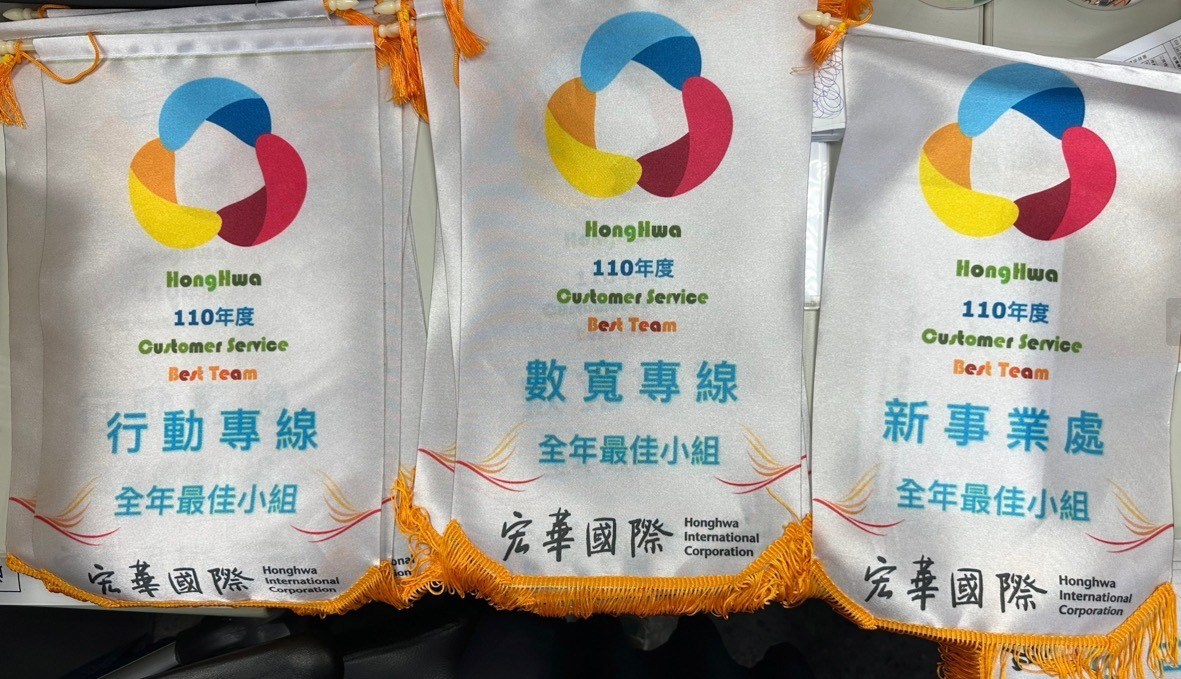 HongHwa
110年度
Customer Service
Best Team
行動專線
全年最佳小組
宏華國際
Honghwa
International
Corporation
HongHwa
110年度
Customer Service
Best Team
數寬專線
全年最佳小組
宏華國際
Honghwa
International
Corporation
HongHwa
110年度
Customer Service
Best Team
新事業處
全年最佳小組
宏華國際
Honghwa
International
Corporation